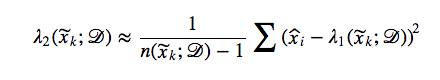 λ₂(x̃ₖ; 𝒟) ≈ 1 / (n(x̃ₖ; 𝒟) − 1) ∑ (x̂ᵢ − λ₁(x̃ₖ; 𝒟))²